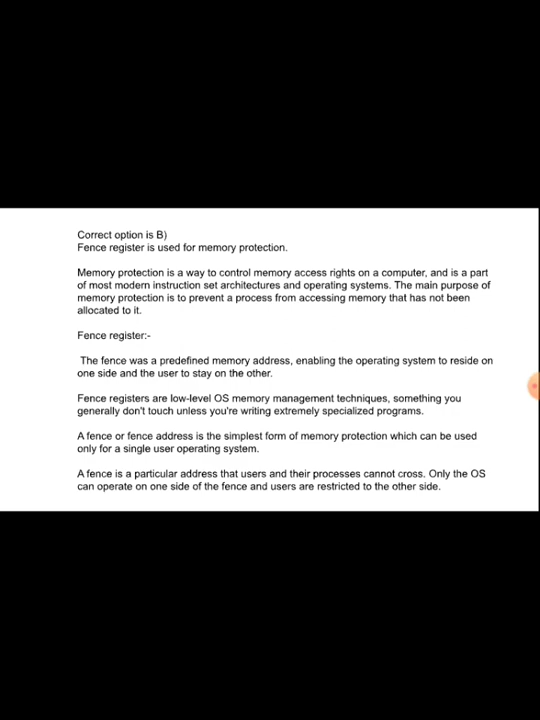 Correct option is B)
Fence register is used for memory protection.
Memory protection is a way to control memory access rights on a computer, and is a part
of most modern instruction set architectures and operating systems. The main purpose of
memory protection is to prevent a process from accessing memory that has not been
allocated to it.
Fence register:-
The fence was a predefined memory address, enabling the operating system to reside on
one side and the user to stay on the other.
Fence registers are low-level OS memory management techniques, something you
generally don't touch unless you're writing extremely specialized programs.
A fence or fence address is the simplest form of memory protection which can be used
only for a single user operating system.
A fence is a particular address that users and their processes cannot cross. Only the OS
can operate on one side of the fence and users are restricted to the other side.